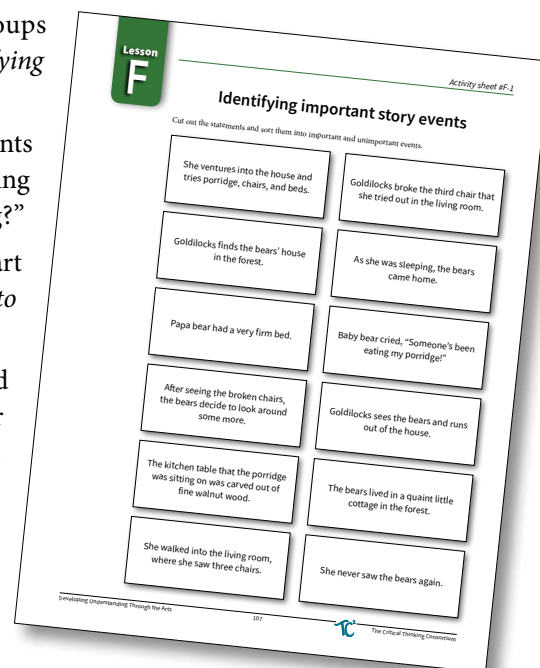 oups
ying
nts
ng
g?"
art
to
d
r
Lesson
F
Activity sheet #F-1
Identifying important story events
Cut out the statements and sort them into important and unimportant events.
She ventures into the house and
tries porridge, chairs, and beds.
Goldilocks broke the third chair that
she tried out in the living room.
Goldilocks finds the bears' house
in the forest.
As she was sleeping, the bears
came home.
Papa bear had a very firm bed.
Baby bear cried, "Someone's been
eating my porridge!"
After seeing the broken chairs,
the bears decide to look around
some more.
Goldilocks sees the bears and runs
out of the house.
The kitchen table that the porridge
was sitting on was carved out of
fine walnut wood.
The bears lived in a quaint little
cottage in the forest.
She walked into the living room,
where she saw three chairs.
She never saw the bears again.
Developing Understanding Through the Arts
107
TC²
The Critical Thinking Consortium